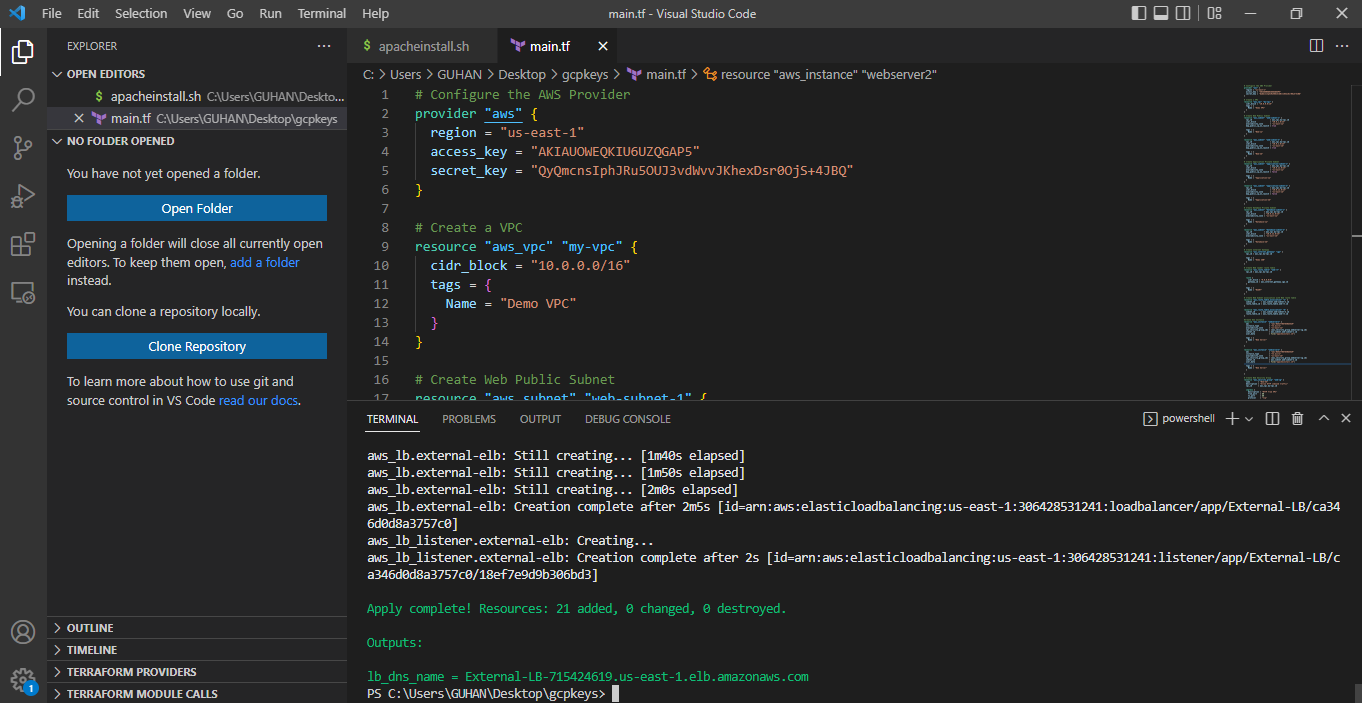 File Edit Selection View Go Run Terminal Help
main.tf - Visual Studio Code
EXPLORER
OPEN EDITORS
$ apacheinstall.sh C:\Users\GUHAN\Deskto...
main.tf C:\Users\GUHAN\Desktop\gcpkeys
NO FOLDER OPENED
You have not yet opened a folder.
Open Folder
Opening a folder will close all currently open
editors. To keep them open, add a folder
instead.
You can clone a repository locally.
Clone Repository
To learn more about how to use git and
source control in VS Code read our docs.
OUTLINE
TIMELINE
TERRAFORM PROVIDERS
TERRAFORM MODULE CALLS
1
$ apacheinstall.sh
main.tf
C: > Users > GUHAN > Desktop > gcpkeys > main.tf > resource "aws_instance" "webserver2"
1 # Configure the AWS Provider
2 provider "aws" {
3 region = "us-east-1"
4 access_key = "AKIAUOWEQKIU6UZQGAP5"
5 secret_key = "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"
6 }
7
8 # Create a VPC
9 resource "aws_vpc" "my-vpc" {
10 cidr_block = "10.0.0.0/16"
11 tags = {
12 Name = "Demo VPC"
13 }
14 }
15
16 # Create Web Public Subnet
17 resource "aws_subnet" "web-subnet-1" {
TERMINAL PROBLEMS OUTPUT DEBUG CONSOLE
powershell
aws_lb.external-elb: Still creating... [1m40s elapsed]
aws_lb.external-elb: Still creating... [1m50s elapsed]
aws_lb.external-elb: Still creating... [2m0s elapsed]
aws_lb.external-elb: Creation complete after 2m5s [id=arn:aws:elasticloadbalancing:us-east-1:306428531241:loadbalancer/app/External-LB/ca34
6d0d8a3757c0]
aws_lb_listener.external-elb: Creating...
aws_lb_listener.external-elb: Creation complete after 2s [id=arn:aws:elasticloadbalancing:us-east-1:306428531241:listener/app/External-LB/c
a346d0d8a3757c0/18ef7e9d9b306bd3]
Apply complete! Resources: 21 added, 0 changed, 0 destroyed.
Outputs:
lb_dns_name = External-LB-715424619.us-east-1.elb.amazonaws.com
PS C:\Users\GUHAN\Desktop\gcpkeys>